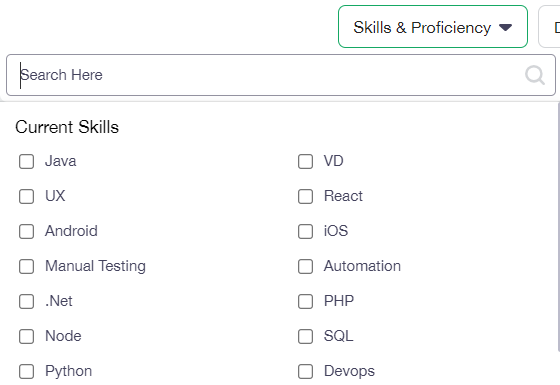 Skills & Proficiency
Search Here
Current Skills
Java VD
UX React
Android iOS
Manual Testing Automation
.Net PHP
Node SQL
Python Devops